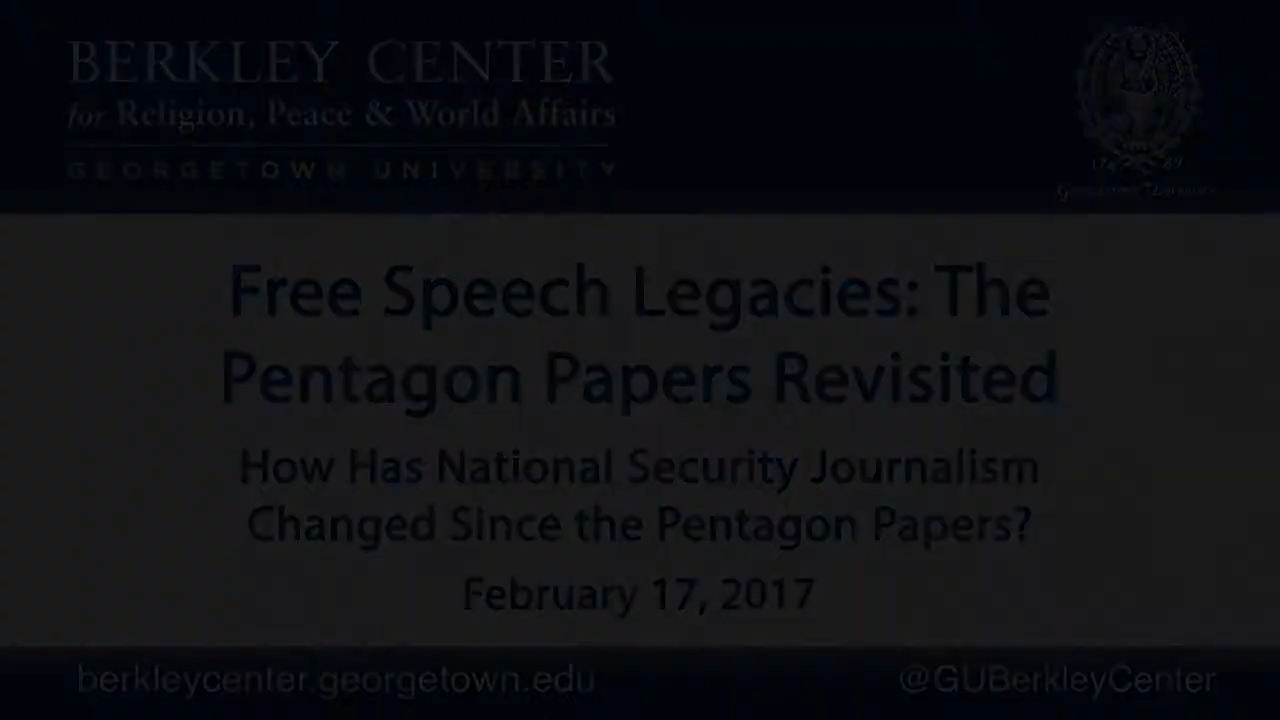 BERKLEY CENTER
for Religion, Peace & World Affairs
GEORGETOWN UNIVERSITY
Free Speech Legacies: The
Pentagon Papers Revisited
How Has National Security Journalism
Changed Since the Pentagon Papers?
February 17, 2017
berkleycenter.georgetown.edu
@GUBerkleyCenter